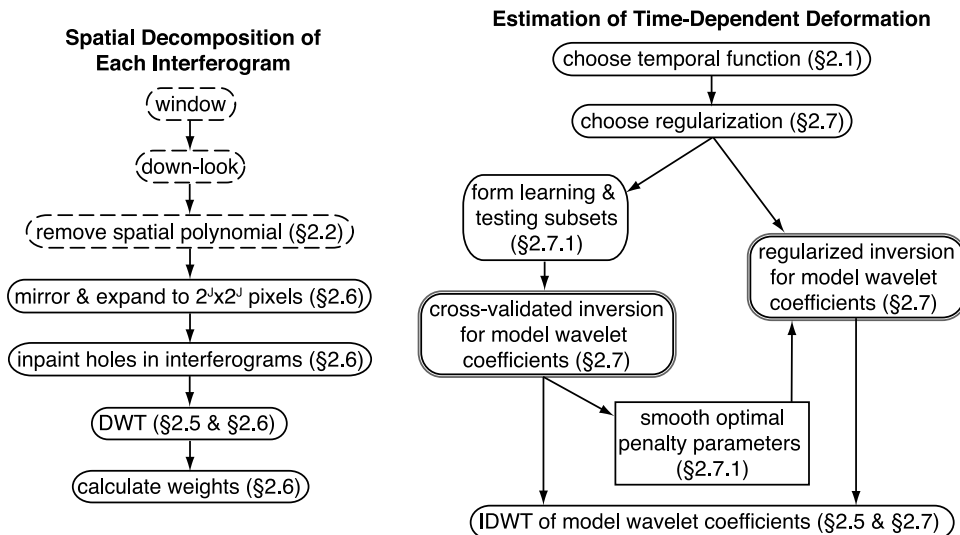 Spatial Decomposition of
Each Interferogram
window
down-look
remove spatial polynomial (§2.2)
mirror & expand to 2ᴶx2ᴶ pixels (§2.6)
inpaint holes in interferograms (§2.6)
DWT (§2.5 & §2.6)
calculate weights (§2.6)
Estimation of Time-Dependent Deformation
choose temporal function (§2.1)
choose regularization (§2.7)
form learning &
testing subsets
(§2.7.1)
regularized inversion
for model wavelet
coefficients (§2.7)
cross-validated inversion
for model wavelet
coefficients (§2.7)
smooth optimal
penalty parameters
(§2.7.1)
IDWT of model wavelet coefficients (§2.5 & §2.7)